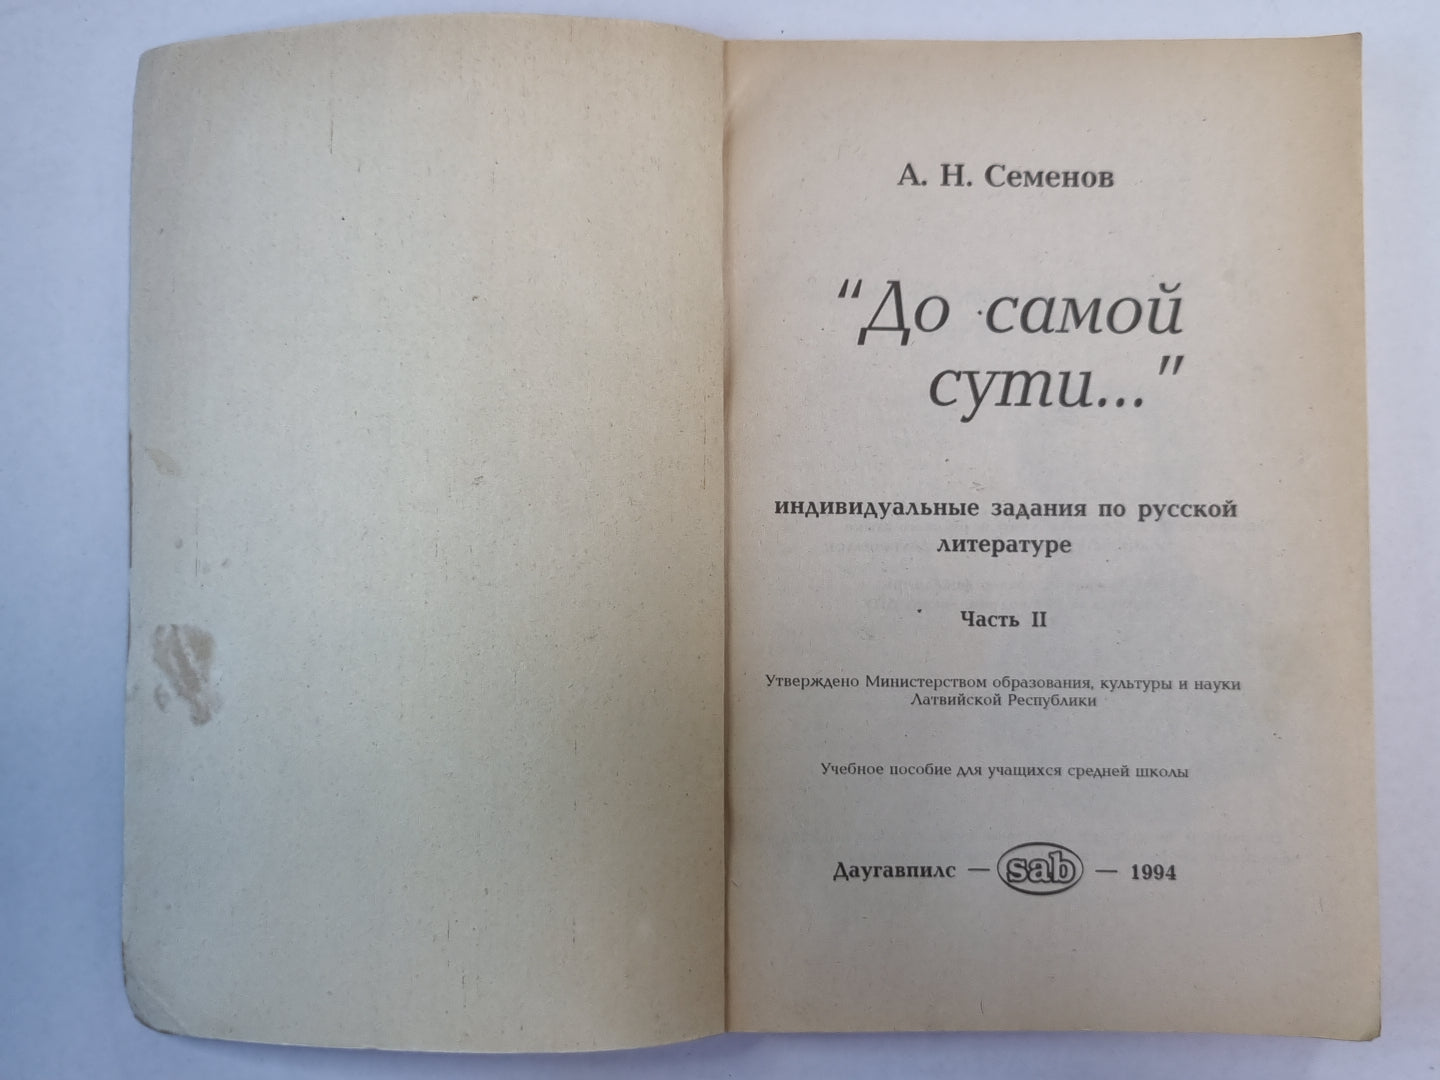 А. Н. Семенов
"До самой
сути..."
индивидуальные задания по русской
литературе
Часть II
Утверждено Министерством образования, культуры и науки
Латвийской Республики
Учебное пособие для учащихся средней школы
Даугавпилс — sab — 1994